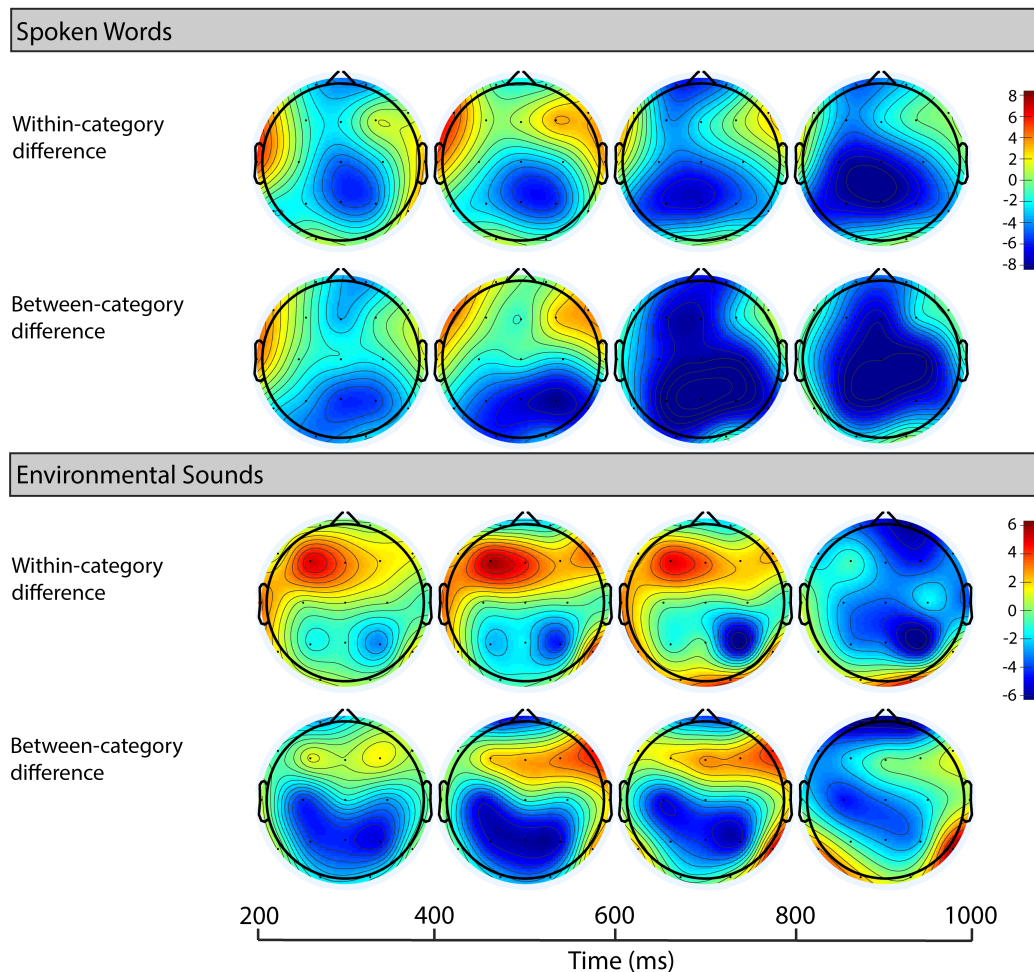 Spoken Words
Within-category
difference
8
6
4
2
0
-2
-4
-6
-8
Between-category
difference
Environmental Sounds
Within-category
difference
6
4
2
0
-2
-4
-6
Between-category
difference
200 400 600 800 1000
Time (ms)